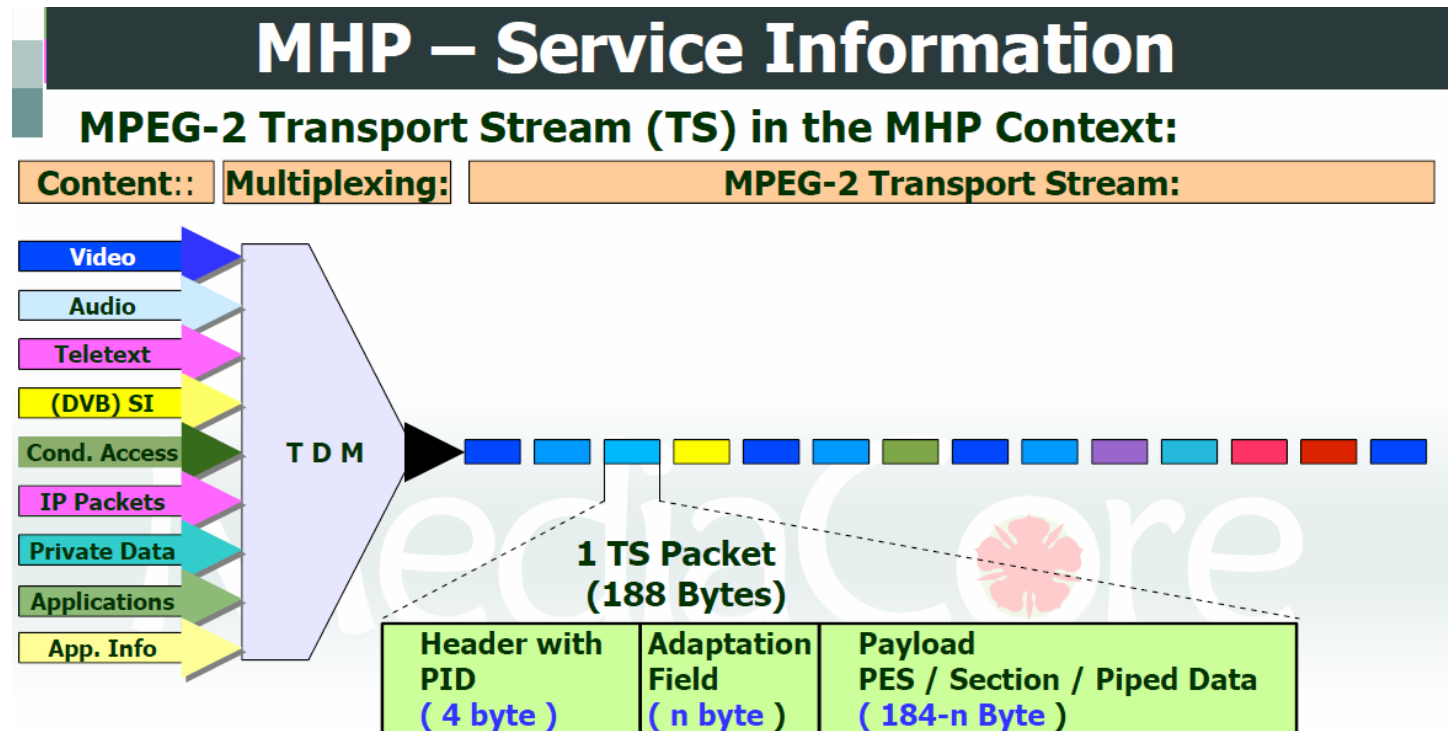 MHP – Service Information
MPEG-2 Transport Stream (TS) in the MHP Context:
Content:: Multiplexing: MPEG-2 Transport Stream:
Video
Audio
Teletext
(DVB) SI
Cond. Access
IP Packets
Private Data
Applications
App. Info
T D M
MediaCore
1 TS Packet
(188 Bytes)
Header with
PID
( 4 byte )
Adaptation
Field
( n byte )
Payload
PES / Section / Piped Data
( 184-n Byte )